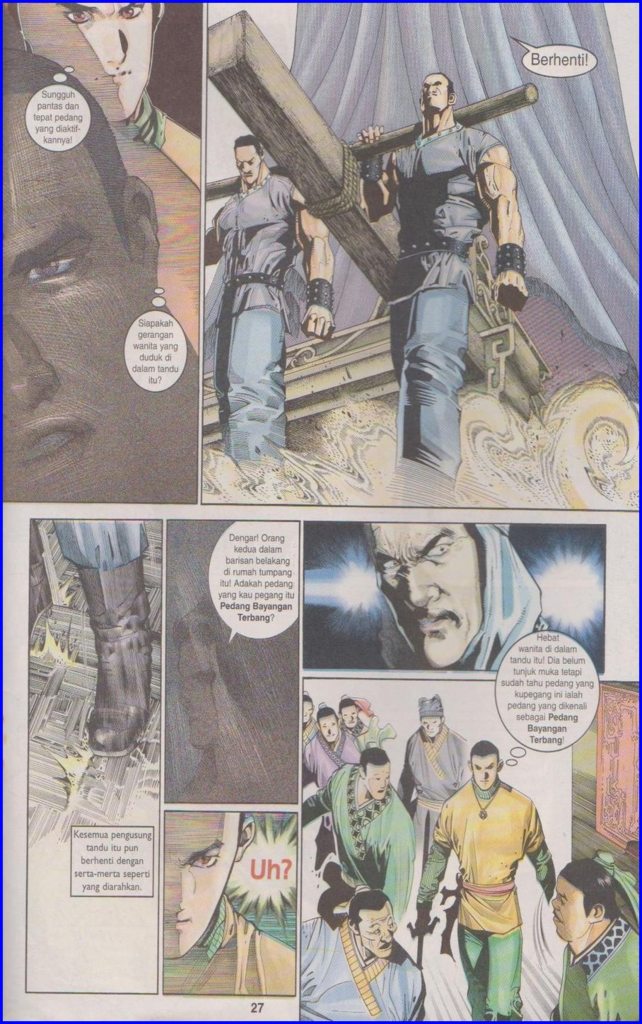 Sungguh
pantas dan
tepat pedang
yang diaktif-
kannya!
Berhenti!
Siapakah
gerangan
wanita yang
duduk di
dalam tandu
itu?
Dengar! Orang
kedua dalam
barisan belakang
di rumah tumpang
itu! Adakah pedang
yang kau pegang itu
Pedang Bayangan
Terbang?
Hebat
wanita di dalam
tandu itu! Dia belum
tunjuk muka tetapi
sudah tahu pedang yang
kupegang ini ialah
pedang yang dikenali
sebagai Pedang
Bayangan
Terbang!
Kesemua pengusung
tandu itu pun
berhenti dengan
serta-merta seperti
yang diarahkan.
Uh?
27